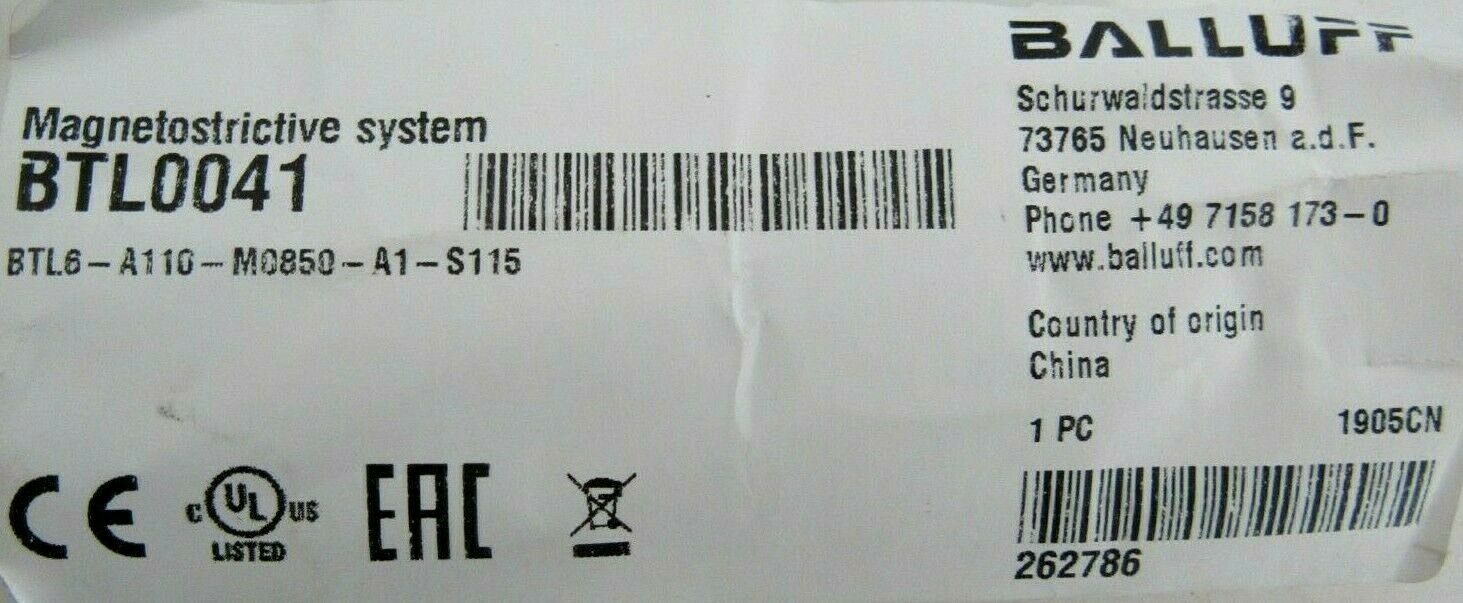 BALLUFF
Magnetostrictive system
BTL0041
BTL6-A110-M0850-A1-S115
Schurwaldstrasse 9
73765 Neuhausen a.d.F.
Germany
Phone +49 7158 173-0
www.balluff.com
Country of origin
China
1 PC 1905CN
262786
CE
C UL US
LISTED
EAC